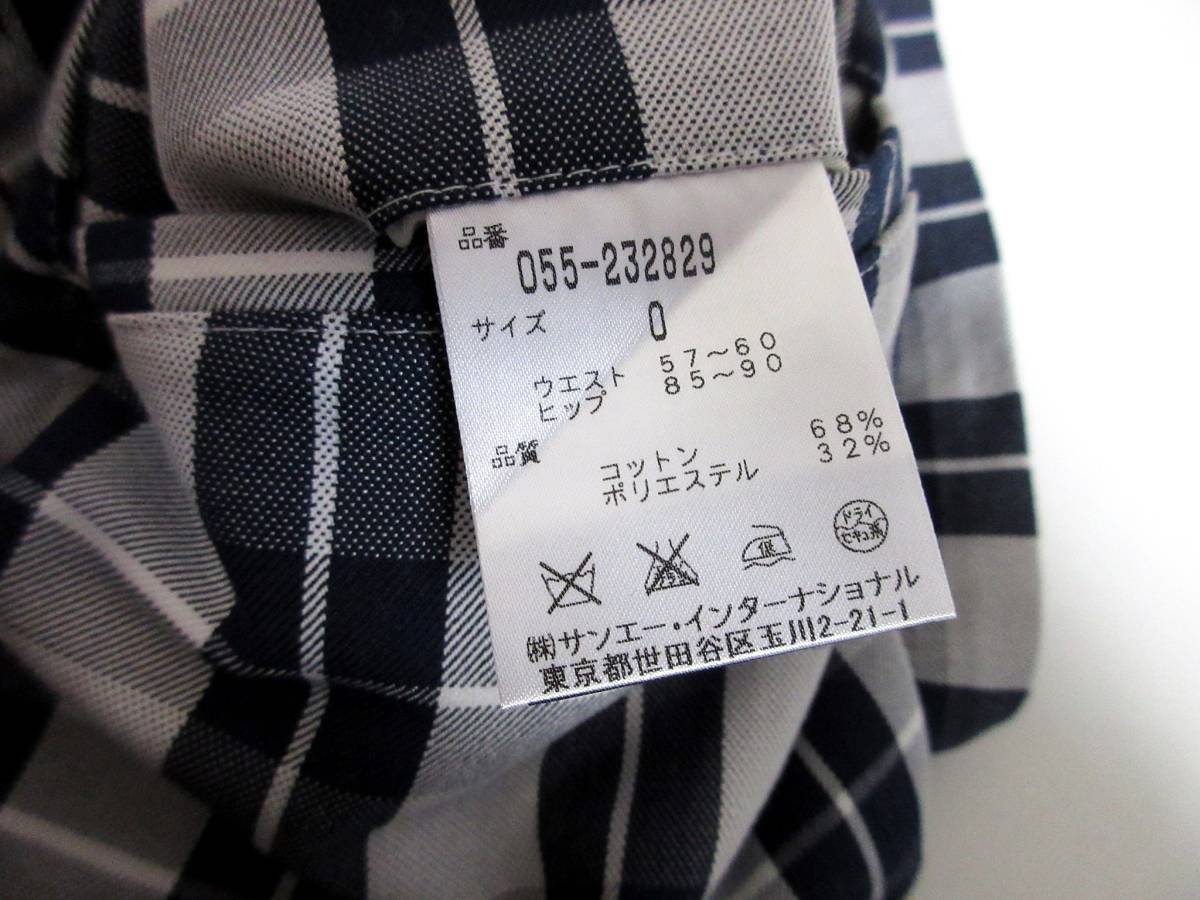 品番
055-232829
サイズ 0
ウエスト 57～60
ヒップ 85～90
品質
コットン 68%
ポリエステル 32%
低
ドライ
セキユ系
㈱サンエー・インターナショナル
東京都世田谷区玉川2-21-1